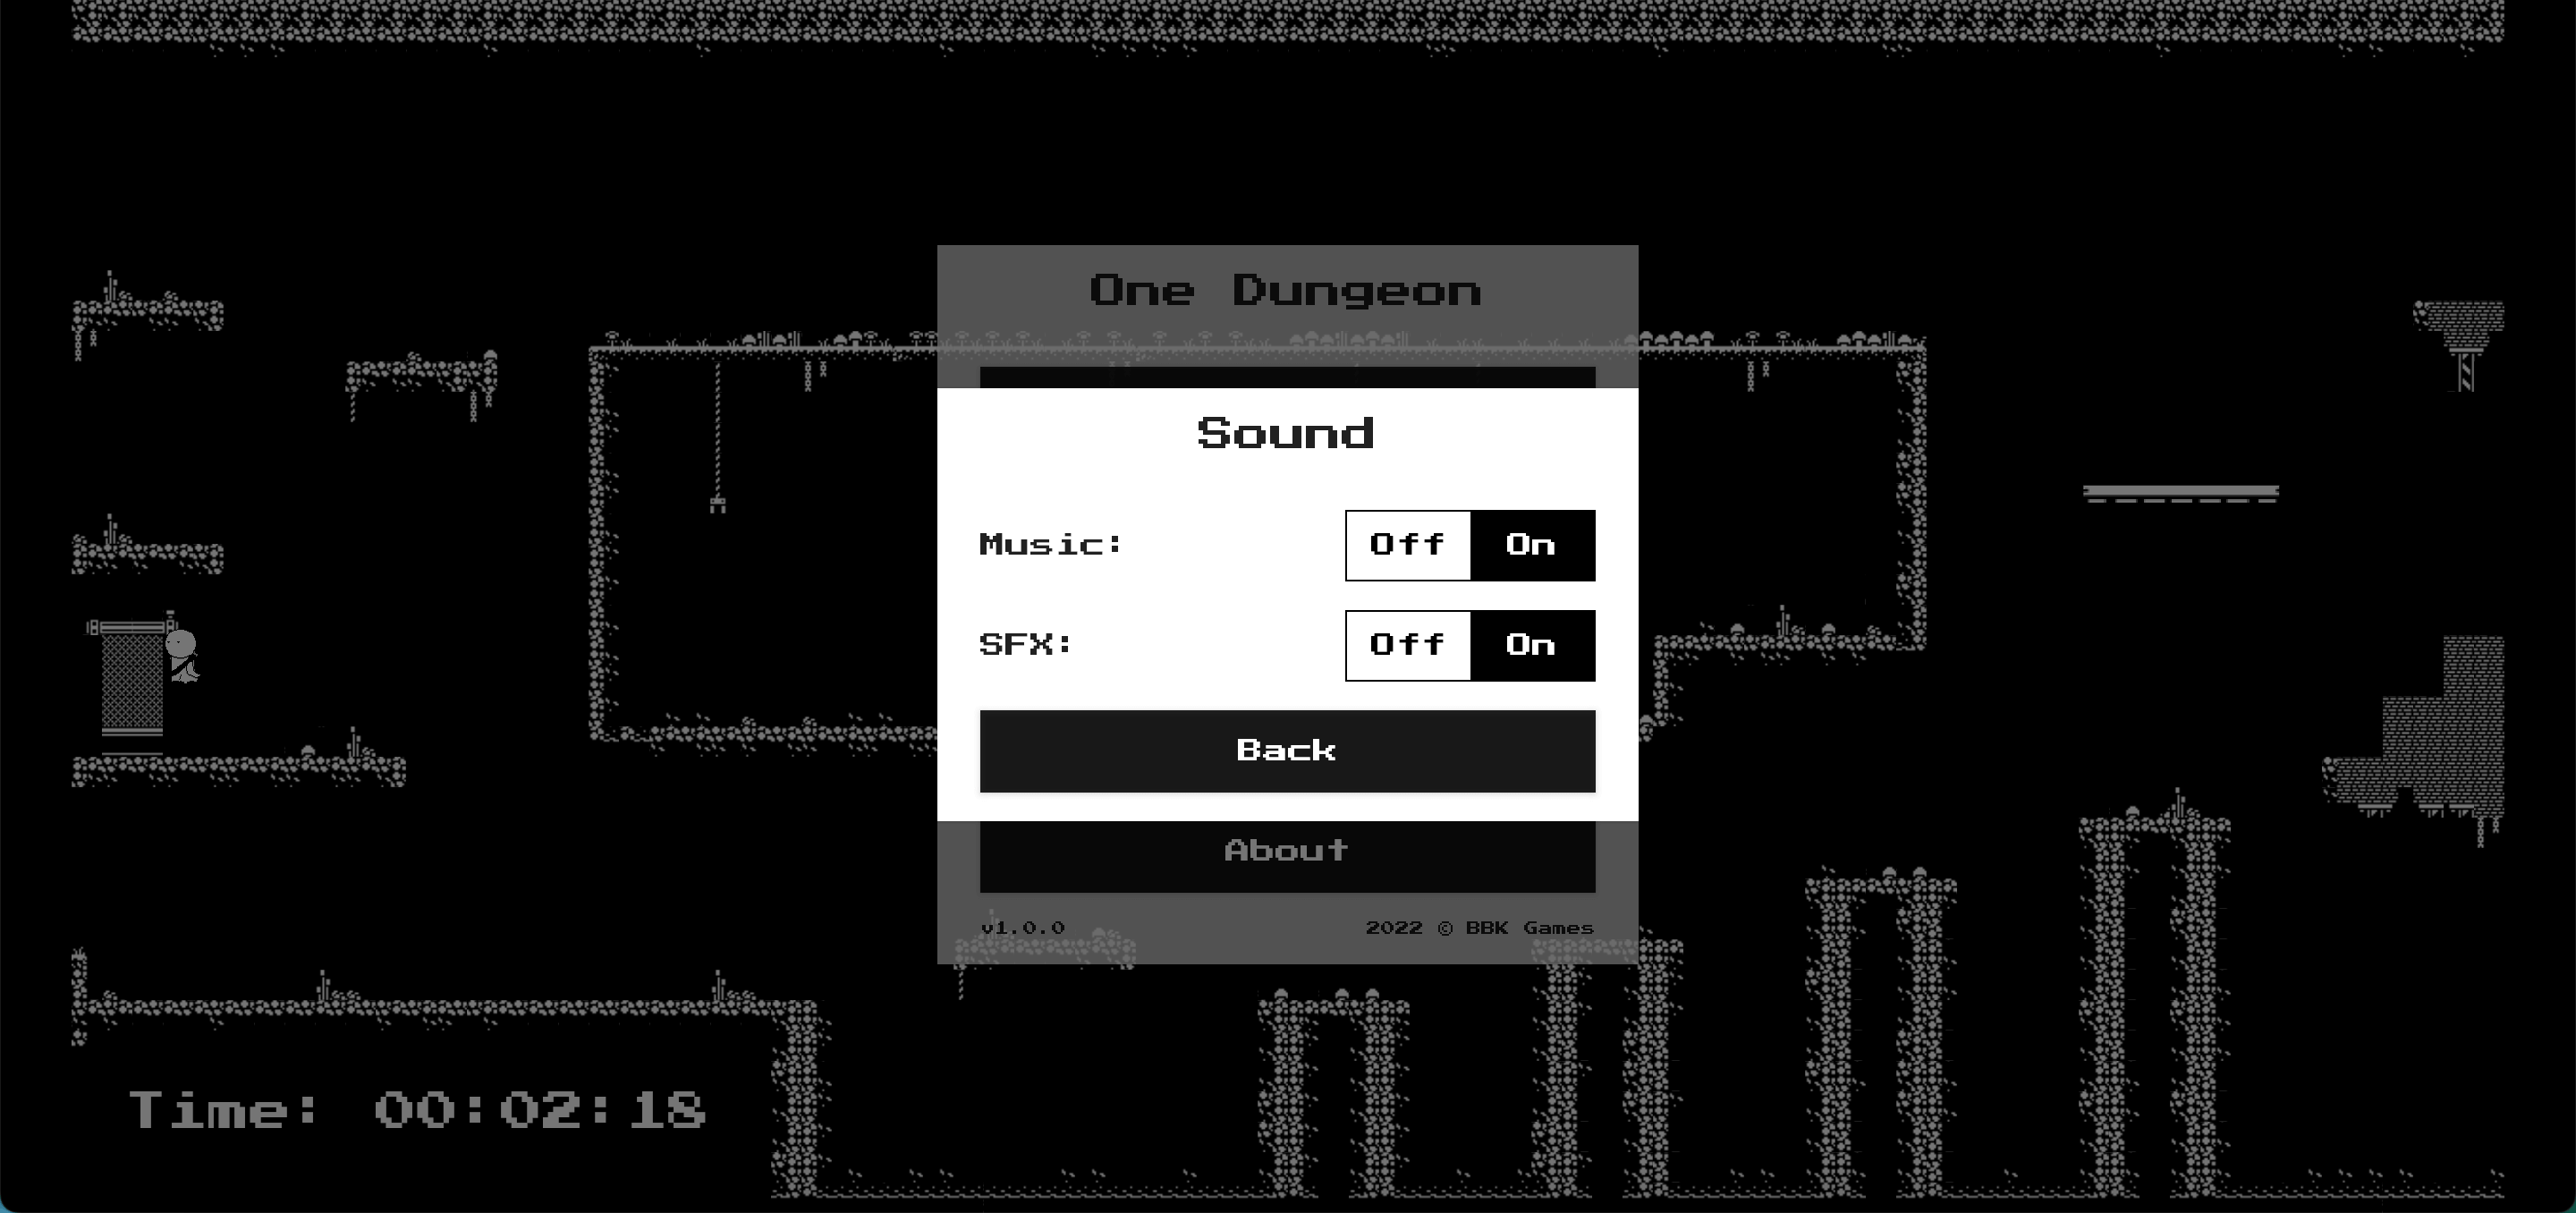 One Dungeon
Sound
Music: Off On
SFX: Off On
Back
About
v1.0.0 2022 © BBK Games
Time: 00:02:18